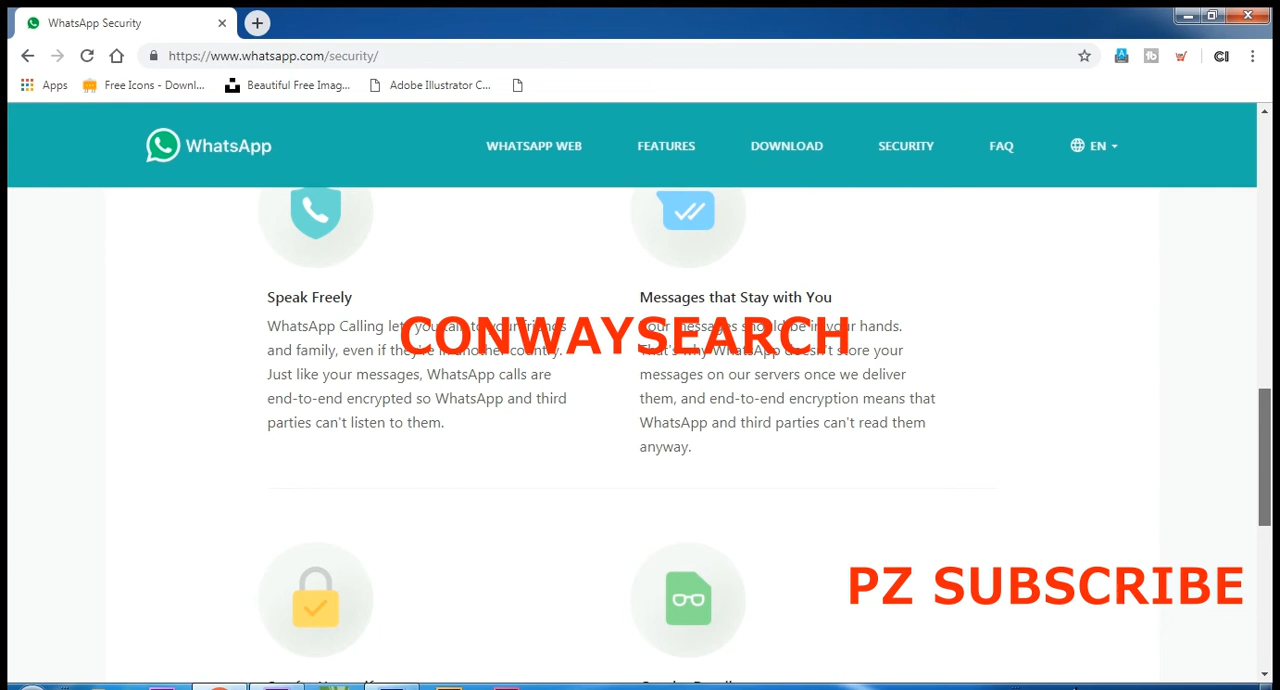 WhatsApp Security
https://www.whatsapp.com/security/
Apps
Free Icons - Downl...
Beautiful Free Imag...
Adobe Illustrator C...
CI
WhatsApp
WHATSAPP WEB
FEATURES
DOWNLOAD
SECURITY
FAQ
EN
Speak Freely
WhatsApp Calling lets you talk to your friends
and family, even if they're in another country.
Just like your messages, WhatsApp calls are
end-to-end encrypted so WhatsApp and third
parties can't listen to them.
Messages that Stay with You
Your messages should be in your hands.
That's why WhatsApp doesn't store your
messages on our servers once we deliver
them, and end-to-end encryption means that
WhatsApp and third parties can't read them
anyway.
CONWAYSEARCH
PZ SUBSCRIBE